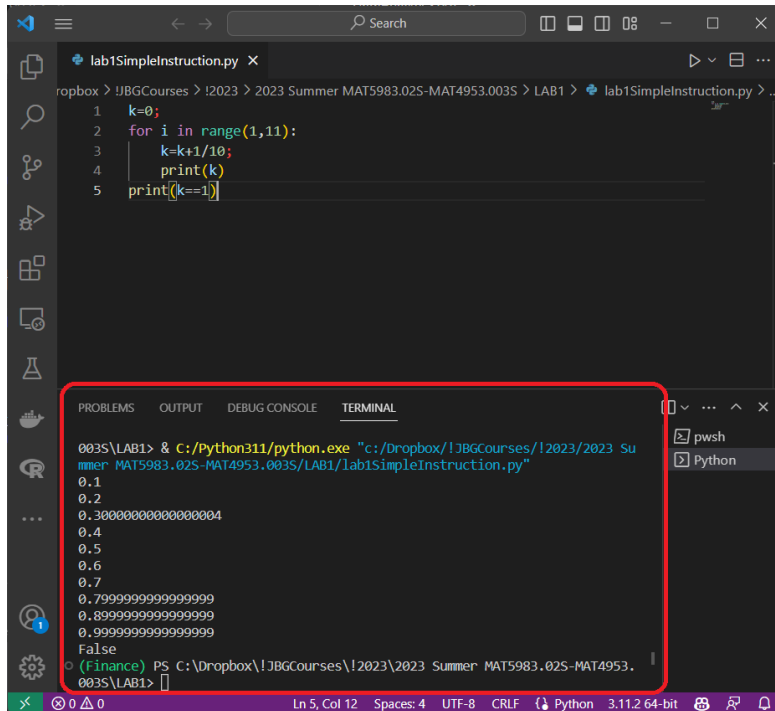 Search
lab1SimpleInstruction.py
ropbox > !JBGCourses > !2023 > 2023 Summer MAT5983.02S-MAT4953.003S > LAB1 > lab1SimpleInstruction.py > ..
1 k=0;
2 for i in range(1,11):
3 k=k+1/10;
4 print(k)
5 print(k==1)
PROBLEMS OUTPUT DEBUG CONSOLE TERMINAL
pwsh
Python
003S\LAB1> & C:/Python311/python.exe "c:/Dropbox/!JBGCourses/!2023/2023 Su
mmer MAT5983.02S-MAT4953.003S/LAB1/lab1SimpleInstruction.py"
0.1
0.2
0.30000000000000004
0.4
0.5
0.6
0.7
0.7999999999999999
0.8999999999999999
0.9999999999999999
False
(Finance) PS C:\Dropbox\!JBGCourses\!2023\2023 Summer MAT5983.02S-MAT4953.
003S\LAB1>
1
R
0 0 Ln 5, Col 12 Spaces: 4 UTF-8 CRLF Python 3.11.2 64-bit